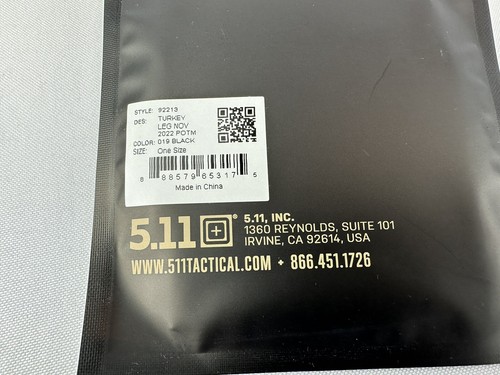 STYLE: 92213
DES: TURKEY
LEG NOV
2022 POTM
COLOR: 019 BLACK
SIZE: One Size
8 88579 65317 5
Made in China
5.11® 5.11, INC.
1360 REYNOLDS, SUITE 101
IRVINE, CA 92614, USA
WWW.511TACTICAL.COM + 866.451.1726